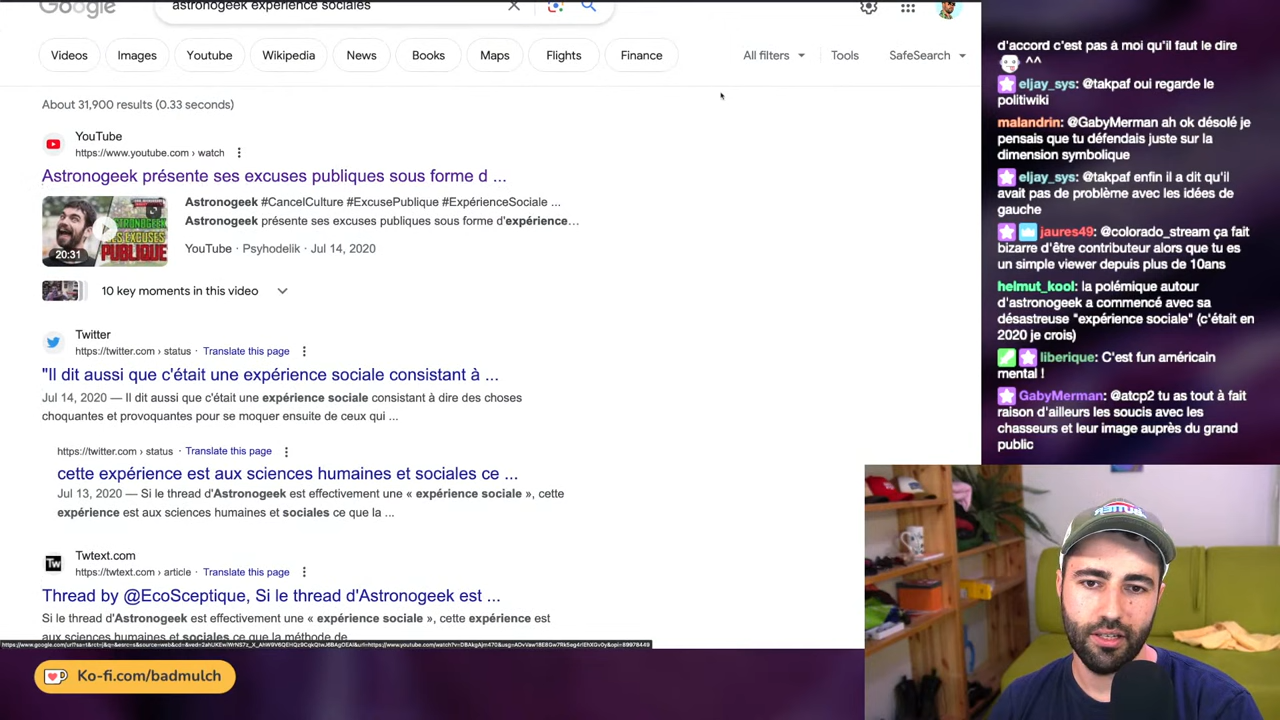 Google
astronogeek expérience sociales
Videos
Images
Youtube
Wikipedia
News
Books
Maps
Flights
Finance
All filters
Tools
SafeSearch
About 31,900 results (0.33 seconds)
YouTube
https://www.youtube.com › watch
Astronogeek présente ses excuses publiques sous forme d ...
Astronogeek #CancelCulture #ExcusePublique #ExpérienceSociale ...
Astronogeek présente ses excuses publiques sous forme d'expérience…
YouTube · Psyhodelik · Jul 14, 2020
20:31
10 key moments in this video
Twitter
https://twitter.com › status · Translate this page
"Il dit aussi que c'était une expérience sociale consistant à ...
Jul 14, 2020 — Il dit aussi que c'était une expérience sociale consistant à dire des choses
choquantes et provoquantes pour se moquer ensuite de ceux qui ...
https://twitter.com › status · Translate this page
cette expérience est aux sciences humaines et sociales ce ...
Jul 13, 2020 — Si le thread d'Astronogeek est effectivement une « expérience sociale », cette
expérience est aux sciences humaines et sociales ce que la ...
Tw
Twtext.com
https://twtext.com › article · Translate this page
Thread by @EcoSceptique, Si le thread d'Astronogeek est ...
Si le thread d'Astronogeek est effectivement une « expérience sociale », cette expérience est
aux sciences humaines et sociales ce que la méthode de
Ko-fi.com/badmulch
d'accord c'est pas à moi qu'il faut le dire
^^
eljay_sys: @takpaf oui regarde le
politiwiki
malandrin: @GabyMerman ah ok désolé je
pensais que tu défendais juste sur la
dimension symbolique
eljay_sys: @takpaf enfin il a dit qu'il
avait pas de problème avec les idées de
gauche
jaures49: @colorado_stream ça fait
bizarre d'être contributeur alors que tu es
un simple viewer depuis plus de 10ans
helmut_kool: la polémique autour
d'astronogeek a commencé avec sa
désastreuse "expérience sociale" (c'était en
2020 je crois)
liberique: C'est fun américain
mental !
GabyMerman: @atcp2 tu as tout à fait
raison d'ailleurs les soucis avec les
chasseurs et leur image auprès du grand
public